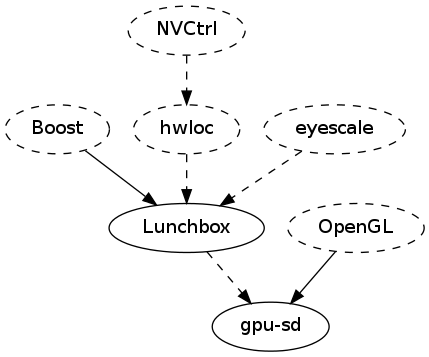 NVCtrl
Boost
hwloc
eyescale
Lunchbox
OpenGL
gpu-sd